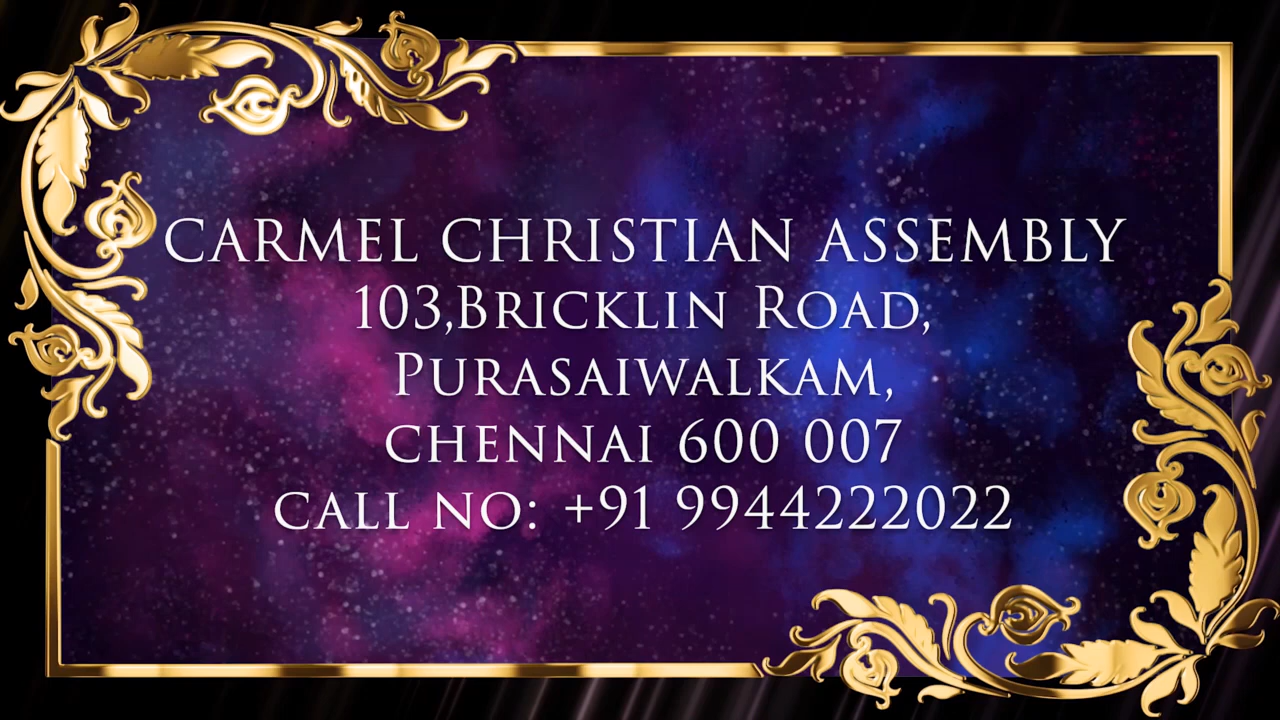 CARMEL CHRISTIAN ASSEMBLY
103,BRICKLIN ROAD,
PURASAIWALKAM,
CHENNAI 600 007
CALL NO: +91 9944222022